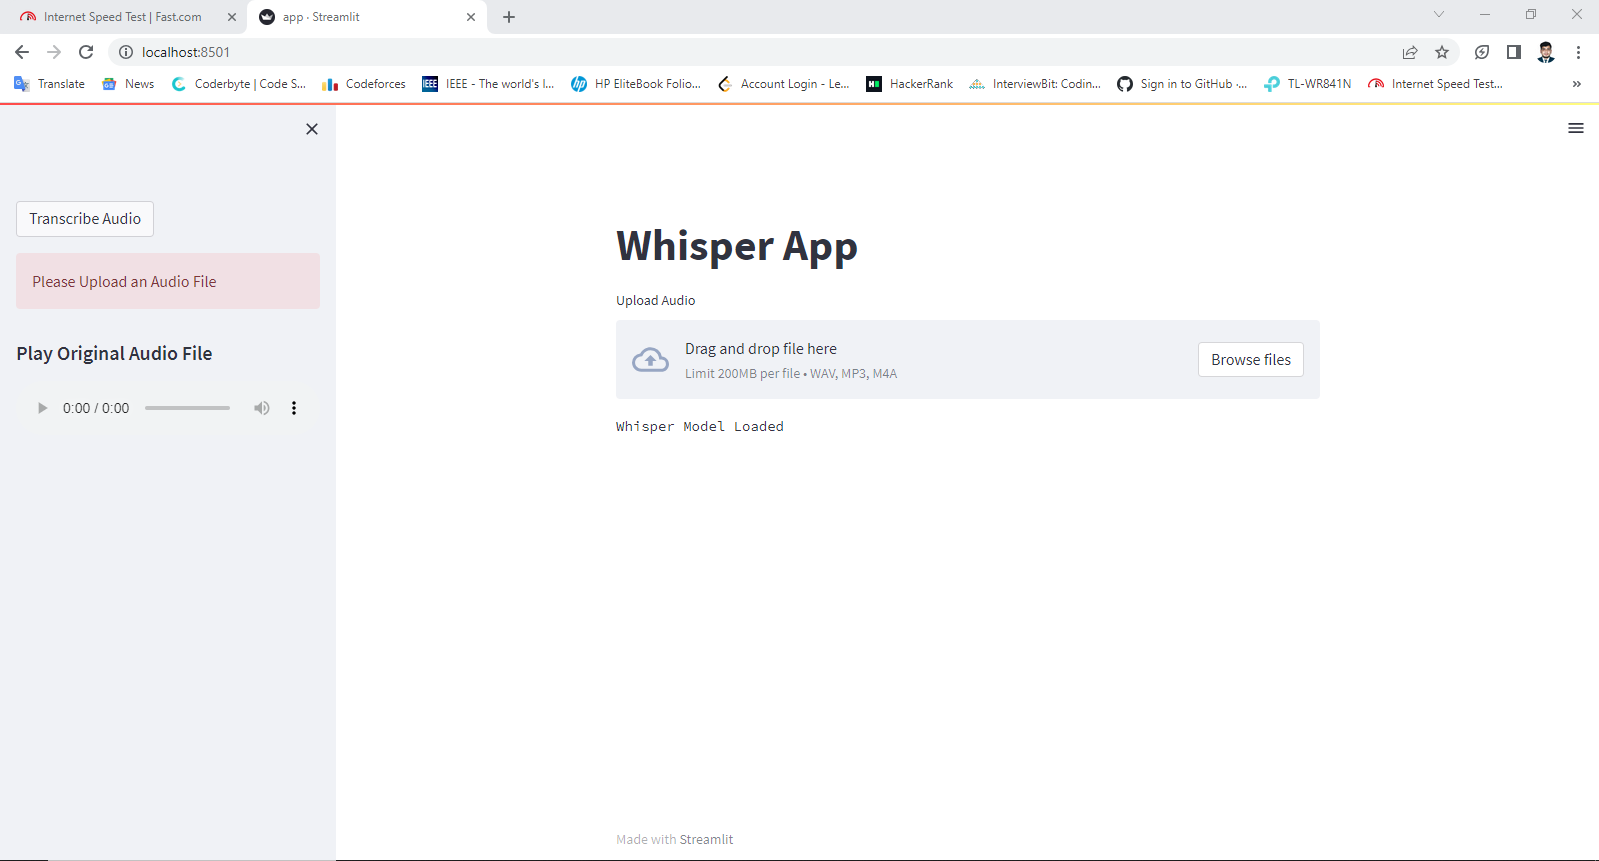 Internet Speed Test | Fast.com
app · Streamlit
localhost:8501
Translate
News
Coderbyte | Code S...
Codeforces
IEEE
IEEE - The world's l...
hp
HP EliteBook Folio...
Account Login - Le...
HackerRank
InterviewBit: Codin...
Sign in to GitHub ·...
TL-WR841N
Internet Speed Test...
»
Transcribe Audio
Please Upload an Audio File
Play Original Audio File
0:00 / 0:00
Whisper App
Upload Audio
Drag and drop file here
Limit 200MB per file • WAV, MP3, M4A
Browse files
Whisper Model Loaded
Made with Streamlit